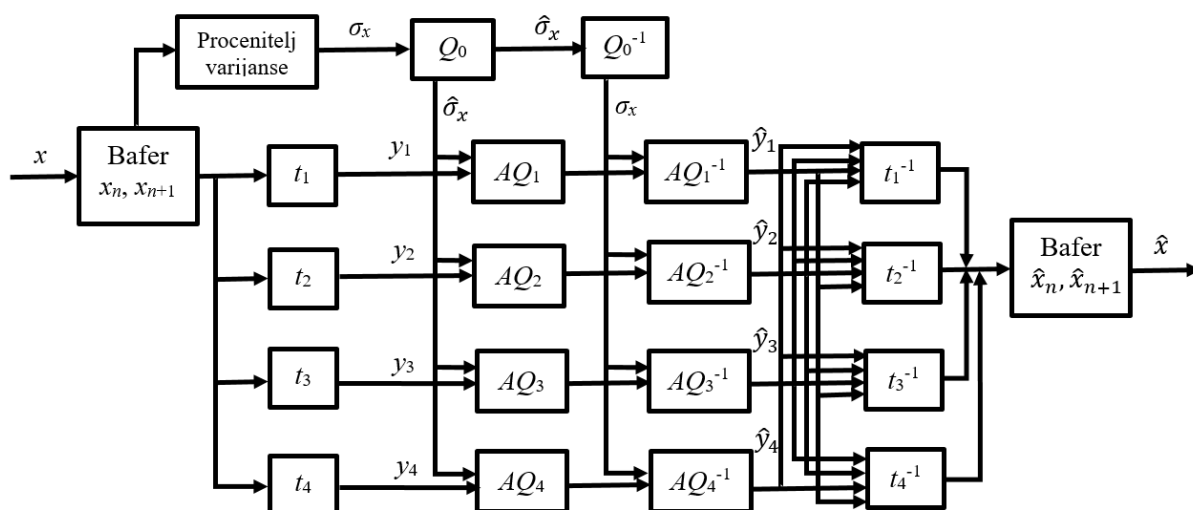 Procenitelj
varijanse
σx
Q0
σ̂x
Q0-1
σ̂x
σx
x
Bafer
xn, xn+1
t1
y1
AQ1
AQ1-1
ŷ1
t1-1
t2
y2
AQ2
AQ2-1
ŷ2
t2-1
Bafer
x̂n, x̂n+1
x̂
t3
y3
AQ3
AQ3-1
ŷ3
t3-1
t4
y4
AQ4
AQ4-1
ŷ4
t4-1